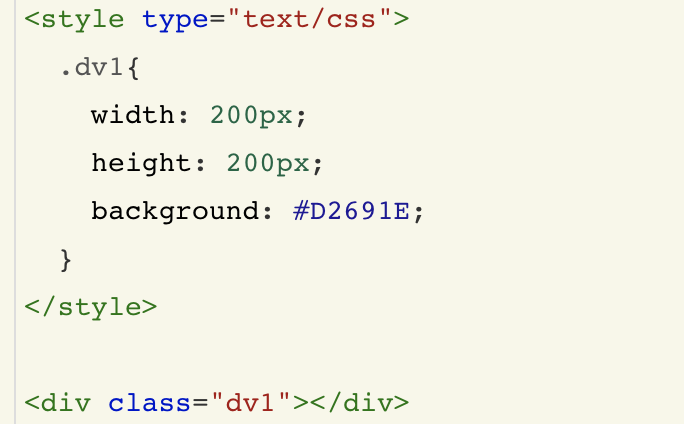 <style type="text/css">
.dv1{
width: 200px;
height: 200px;
background: #D2691E;
}
</style>
<div class="dv1"></div>